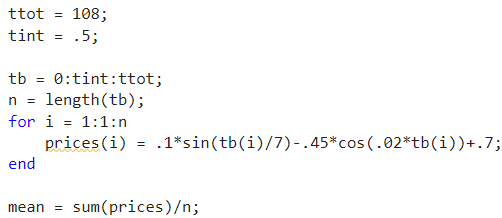 ttot = 108;
tint = .5;
tb = 0:tint:ttot;
n = length(tb);
for i = 1:1:n
prices(i) = .1*sin(tb(i)/7)-.45*cos(.02*tb(i))+.7;
end
mean = sum(prices)/n;